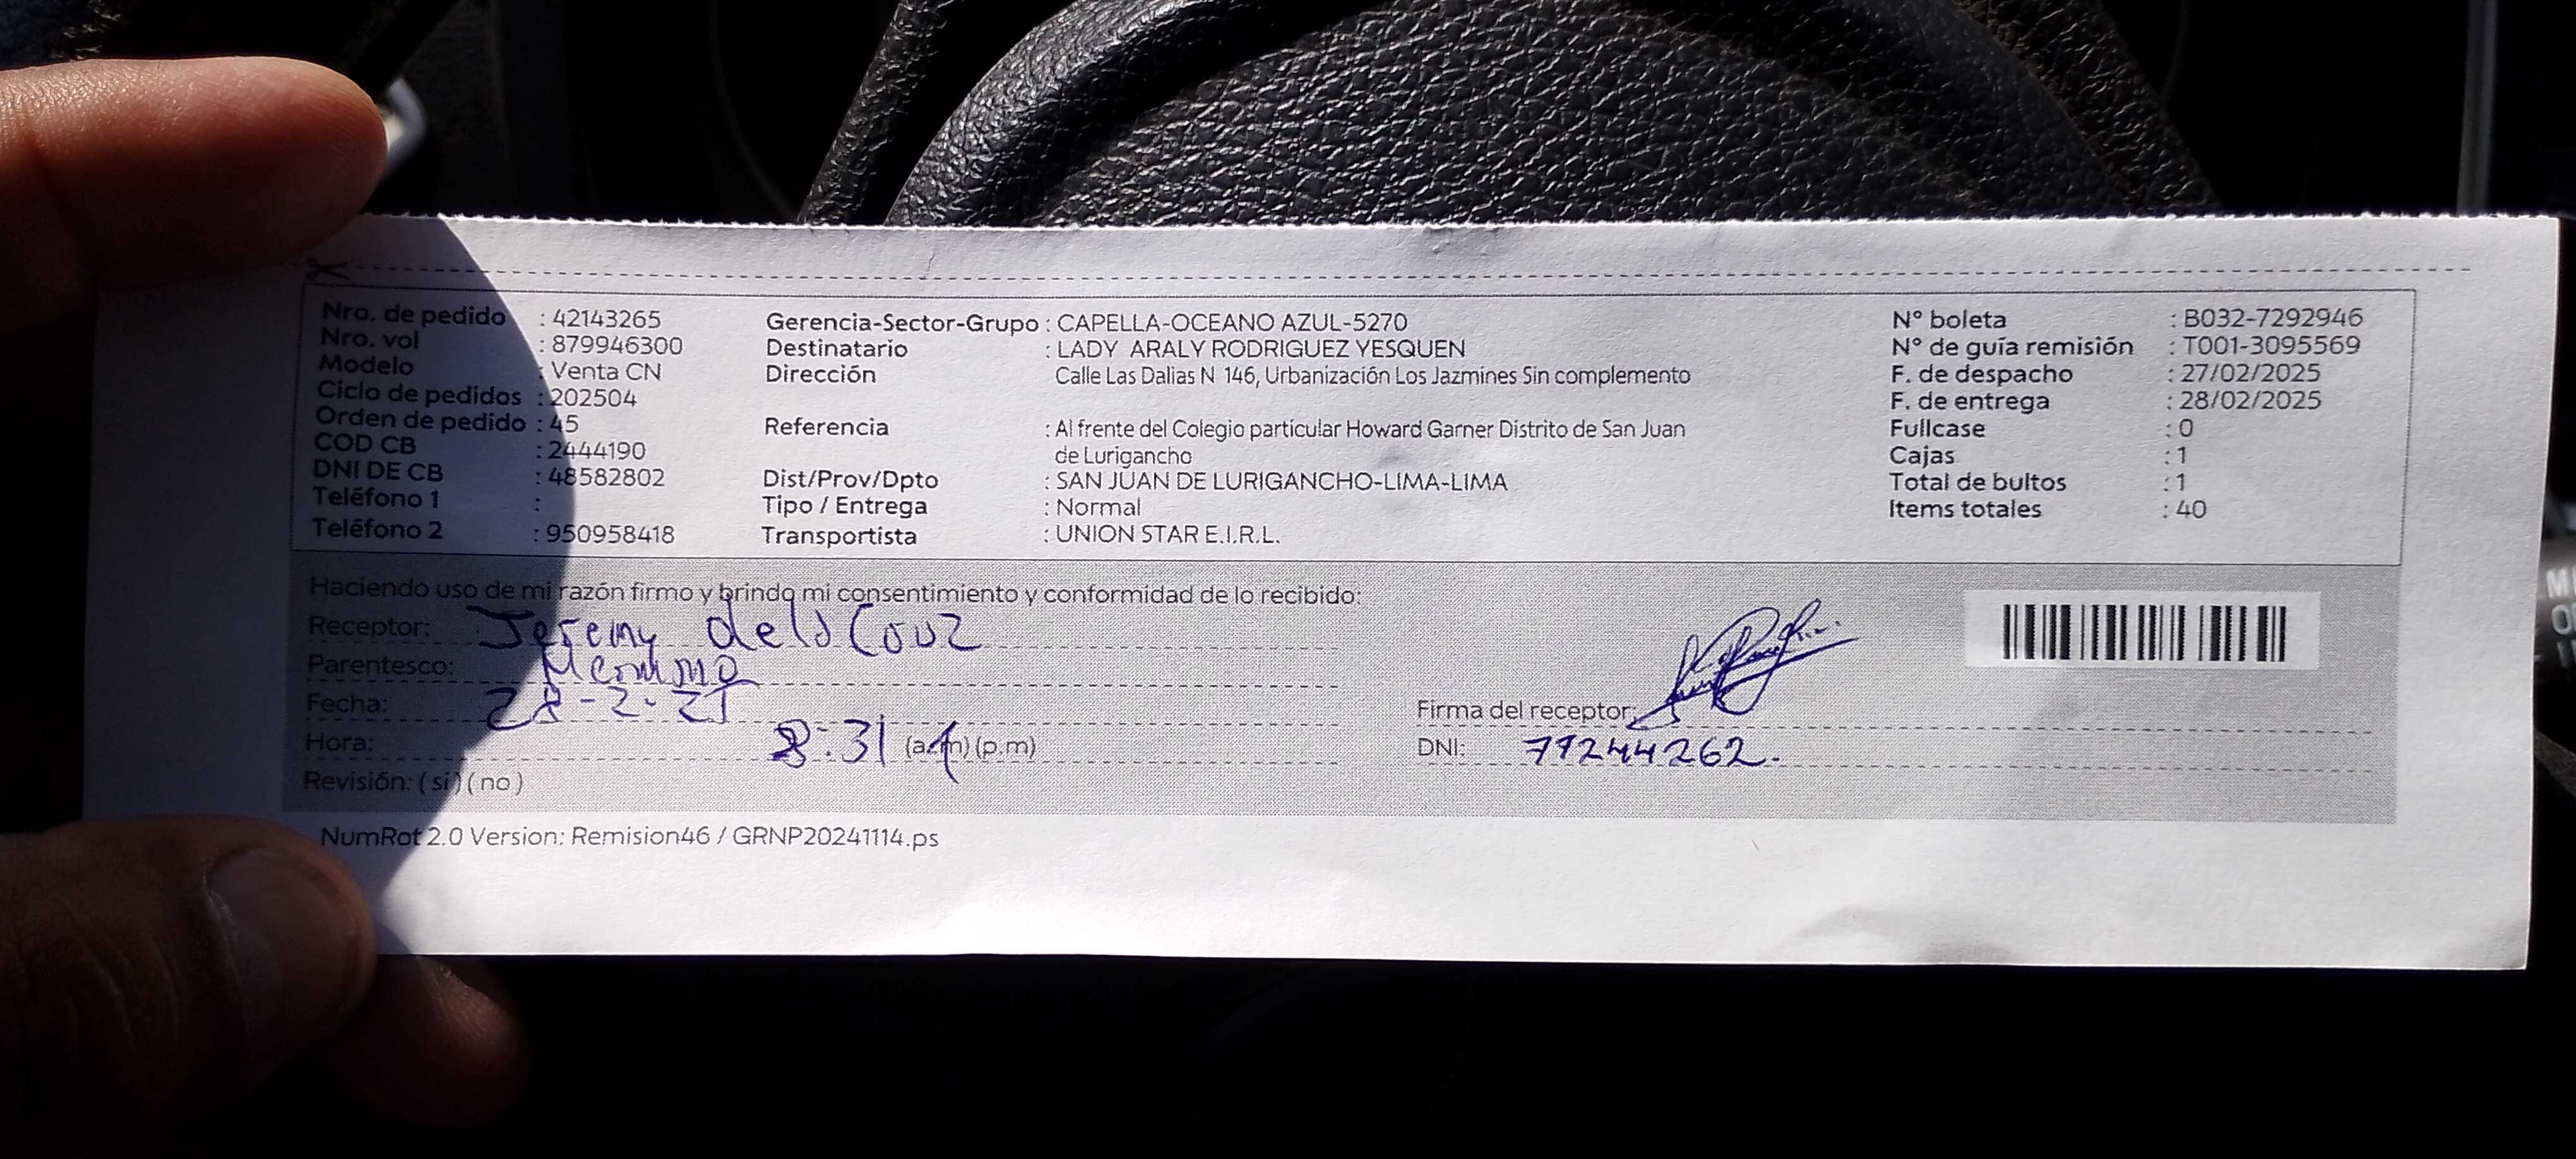 Nro. de pedido : 42143265
Nro. vol : 879946300
Modelo : Venta CN
Ciclo de pedidos : 202504
Orden de pedido : 45
COD CB : 2444190
DNI DE CB : 48582802
Teléfono 1 :
Teléfono 2 : 950958418
Gerencia-Sector-Grupo : CAPELLA-OCEANO AZUL-5270
Destinatario : LADY ARALY RODRIGUEZ YESQUEN
Dirección Calle Las Dalias N 146, Urbanización Los Jazmines Sin complemento
Referencia : Al frente del Colegio particular Howard Garner Distrito de San Juan
de Lurigancho
Dist/Prov/Dpto : SAN JUAN DE LURIGANCHO-LIMA-LIMA
Tipo / Entrega : Normal
Transportista : UNION STAR E.I.R.L.
N° boleta : B032-7292946
N° de guía remisión : T001-3095569
F. de despacho : 27/02/2025
F. de entrega : 28/02/2025
Fullcase : 0
Cajas : 1
Total de bultos : 1
Items totales : 40
Haciendo uso de mi razón firmo y brindo mi consentimiento y conformidad de lo recibido:
Receptor: Jeremy dela Cruz
Parentesco:
Fecha: 28-2-25
Hora: 8:31 (a.m) (p.m)
Revisión: ( si ) ( no )
Firma del receptor:
DNI: 77244262.
NumRot 2.0 Version: Remision46 / GRNP20241114.ps